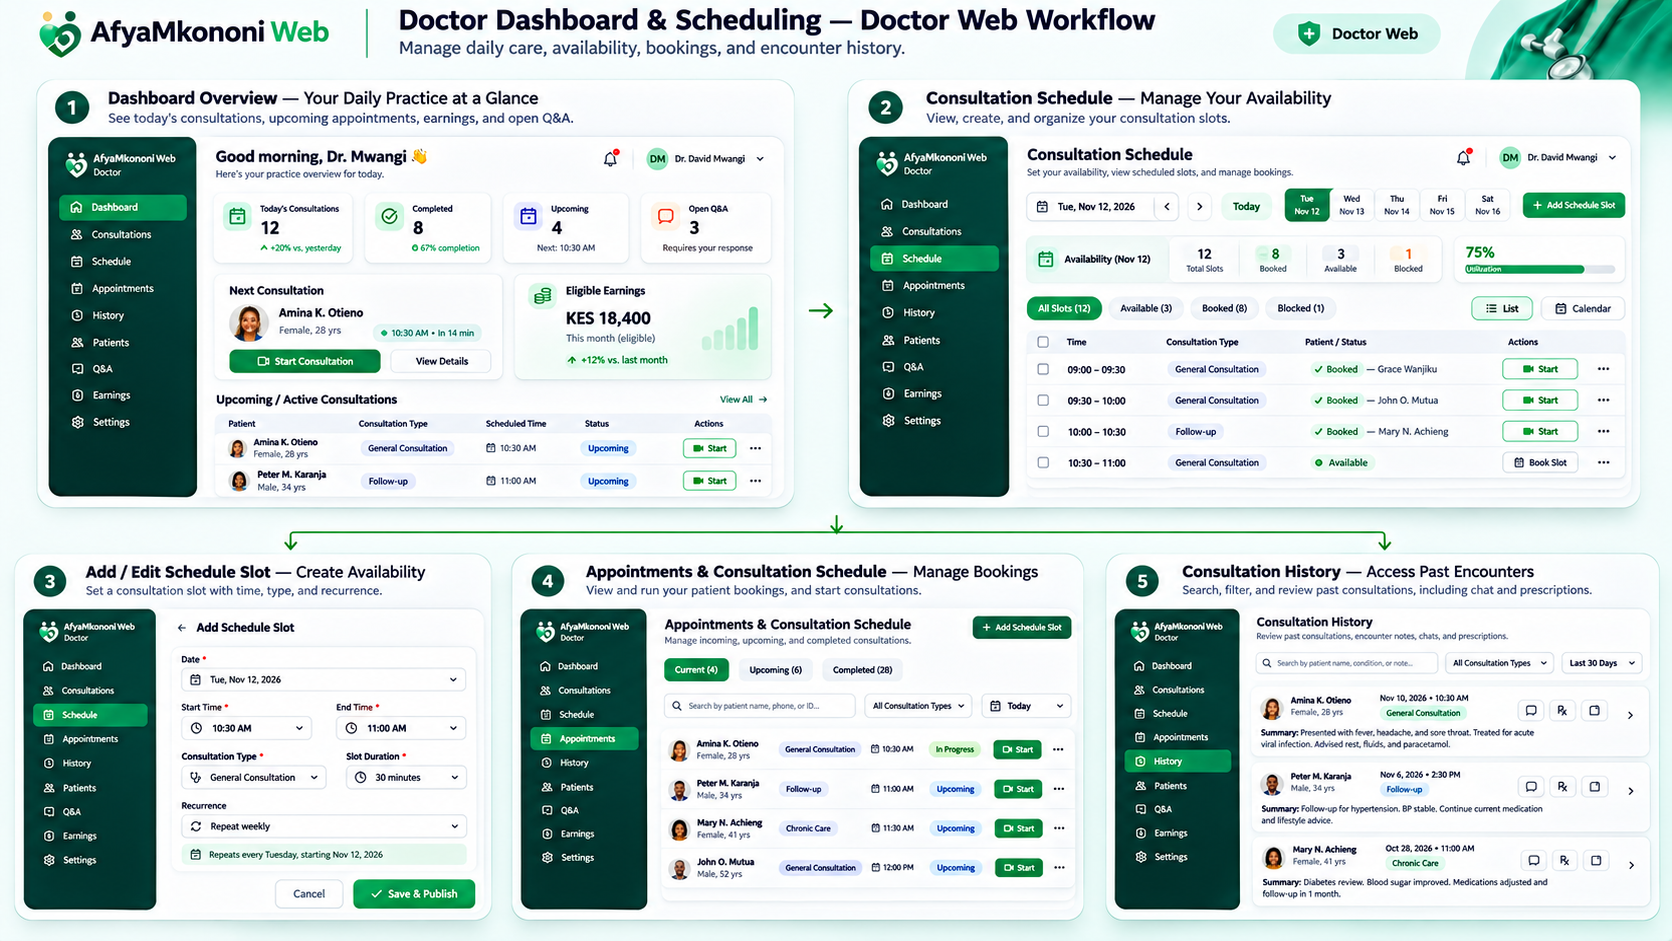 AfyaMkononi Web
Doctor Dashboard & Scheduling — Doctor Web Workflow
Manage daily care, availability, bookings, and encounter history.
Doctor Web
1
Dashboard Overview — Your Daily Practice at a Glance
See today's consultations, upcoming appointments, earnings, and open Q&A.
AfyaMkononi Web
Doctor
Dashboard
Consultations
Schedule
Appointments
History
Patients
Q&A
Earnings
Settings
Good morning, Dr. Mwangi 👋
Here's your practice overview for today.
DM Dr. David Mwangi
Today's Consultations
12
+20% vs. yesterday
Completed
8
67% completion
Upcoming
4
Next: 10:30 AM
Open Q&A
3
Requires your response
Next Consultation
Amina K. Otieno
Female, 28 yrs
10:30 AM • In 14 min
Start Consultation
View Details
Eligible Earnings
KES 18,400
This month (eligible)
+12% vs. last month
Upcoming / Active Consultations
View All →
Patient Consultation Type Scheduled Time Status Actions
Amina K. Otieno
Female, 28 yrs
General Consultation 10:30 AM Upcoming Start
Peter M. Karanja
Male, 34 yrs
Follow-up 11:00 AM Upcoming Start
2
Consultation Schedule — Manage Your Availability
View, create, and organize your consultation slots.
AfyaMkononi Web
Doctor
Dashboard
Consultations
Schedule
Appointments
History
Patients
Q&A
Earnings
Settings
Consultation Schedule
Set your availability, view scheduled slots, and manage bookings.
DM Dr. David Mwangi
Tue, Nov 12, 2026
Today
Tue
Nov 12
Wed
Nov 13
Thu
Nov 14
Fri
Nov 15
Sat
Nov 16
+ Add Schedule Slot
Availability (Nov 12)
12
Total Slots
8
Booked
3
Available
1
Blocked
75%
Utilization
All Slots (12) Available (3) Booked (8) Blocked (1)
List Calendar
Time Consultation Type Patient / Status Actions
09:00 – 09:30 General Consultation Booked — Grace Wanjiku Start
09:30 – 10:00 General Consultation Booked — John O. Mutua Start
10:00 – 10:30 Follow-up Booked — Mary N. Achieng Start
10:30 – 11:00 General Consultation Available Book Slot
3
Add / Edit Schedule Slot — Create Availability
Set a consultation slot with time, type, and recurrence.
AfyaMkononi Web
Doctor
Dashboard
Consultations
Schedule
Appointments
History
Patients
Q&A
Earnings
Settings
← Add Schedule Slot
Date *
Tue, Nov 12, 2026
Start Time * End Time *
10:30 AM 11:00 AM
Consultation Type * Slot Duration *
General Consultation 30 minutes
Recurrence
Repeat weekly
Repeats every Tuesday, starting Nov 12, 2026
Cancel
Save & Publish
4
Appointments & Consultation Schedule — Manage Bookings
View and run your patient bookings, and start consultations.
AfyaMkononi Web
Doctor
Dashboard
Consultations
Schedule
Appointments
History
Patients
Q&A
Earnings
Settings
Appointments & Consultation Schedule
Manage incoming, upcoming, and completed consultations.
+ Add Schedule Slot
Current (4) Upcoming (6) Completed (28)
Search by patient name, phone, or ID...
All Consultation Types
Today
Amina K. Otieno
Female, 28 yrs
General Consultation 10:30 AM In Progress Start
Peter M. Karanja
Male, 34 yrs
Follow-up 11:00 AM Upcoming Start
Mary N. Achieng
Female, 41 yrs
Chronic Care 11:30 AM Upcoming Start
John O. Mutua
Male, 52 yrs
General Consultation 12:00 PM Upcoming Start
5
Consultation History — Access Past Encounters
Search, filter, and review past consultations, including chat and prescriptions.
AfyaMkononi Web
Doctor
Dashboard
Consultations
Schedule
Appointments
History
Patients
Q&A
Earnings
Settings
Consultation History
Review past consultations, encounter notes, chats, and prescriptions.
Search by patient name, condition, or note...
All Consultation Types
Last 30 Days
Amina K. Otieno
Female, 28 yrs
Nov 10, 2026 • 10:30 AM
General Consultation
Rx
Summary: Presented with fever, headache, and sore throat. Treated for acute
viral infection. Advised rest, fluids, and paracetamol.
Peter M. Karanja
Male, 34 yrs
Nov 6, 2026 • 2:30 PM
Follow-up
Rx
Summary: Follow-up for hypertension. BP stable. Continue current medication
and lifestyle advice.
Mary N. Achieng
Female, 41 yrs
Oct 28, 2026 • 11:00 AM
Chronic Care
Rx
Summary: Diabetes review. Blood sugar improved. Medications adjusted and
follow-up in 1 month.